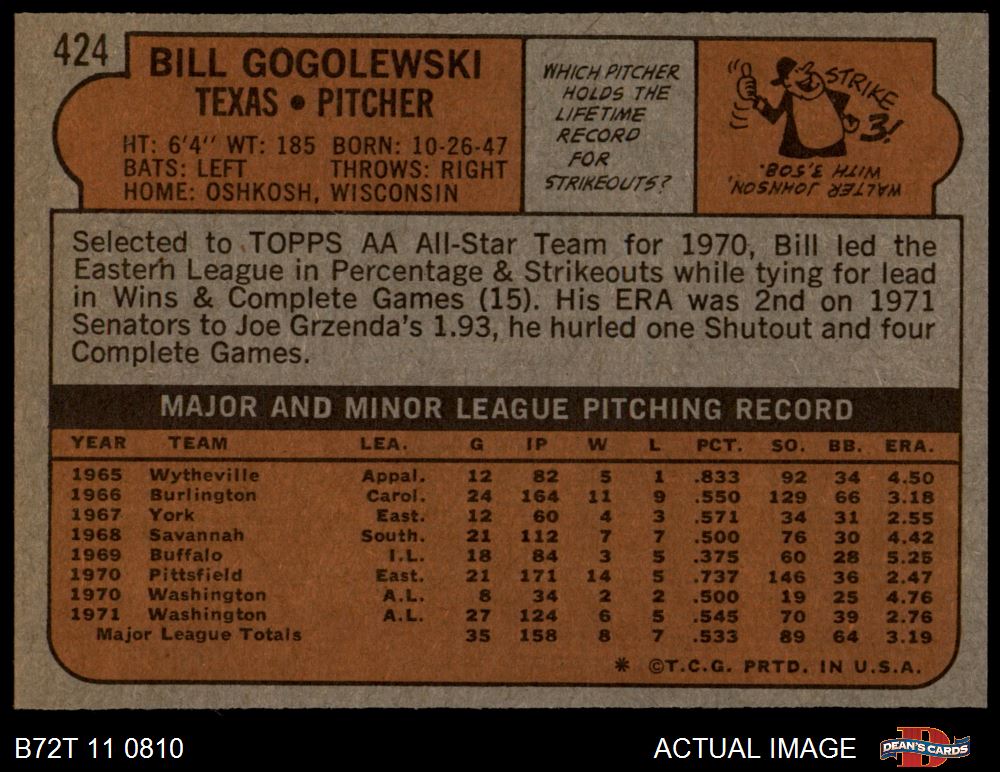 424
BILL GOGOLEWSKI
TEXAS • PITCHER
HT: 6'4" WT: 185 BORN: 10-26-47
BATS: LEFT THROWS: RIGHT
HOME: OSHKOSH, WISCONSIN
WHICH PITCHER
HOLDS THE
LIFETIME
RECORD
FOR
STRIKEOUTS?
STRIKE
3!
WALTER JOHNSON,
WITH 3,508.
Selected to TOPPS AA All-Star Team for 1970, Bill led the
Eastern League in Percentage & Strikeouts while tying for lead
in Wins & Complete Games (15). His ERA was 2nd on 1971
Senators to Joe Grzenda's 1.93, he hurled one Shutout and four
Complete Games.
MAJOR AND MINOR LEAGUE PITCHING RECORD
YEAR TEAM LEA. G IP W L PCT. SO. BB. ERA.
1965 Wytheville Appal. 12 82 5 1 .833 92 34 4.50
1966 Burlington Carol. 24 164 11 9 .550 129 66 3.18
1967 York East. 12 60 4 3 .571 34 31 2.55
1968 Savannah South. 21 112 7 7 .500 76 30 4.42
1969 Buffalo I.L. 18 84 3 5 .375 60 28 5.25
1970 Pittsfield East. 21 171 14 5 .737 146 36 2.47
1970 Washington A.L. 8 34 2 2 .500 19 25 4.76
1971 Washington A.L. 27 124 6 5 .545 70 39 2.76
Major League Totals 35 158 8 7 .533 89 64 3.19
* ©T.C.G. PRTD. IN U.S.A.
B72T 11 0810
ACTUAL IMAGE
DEAN'S CARDS